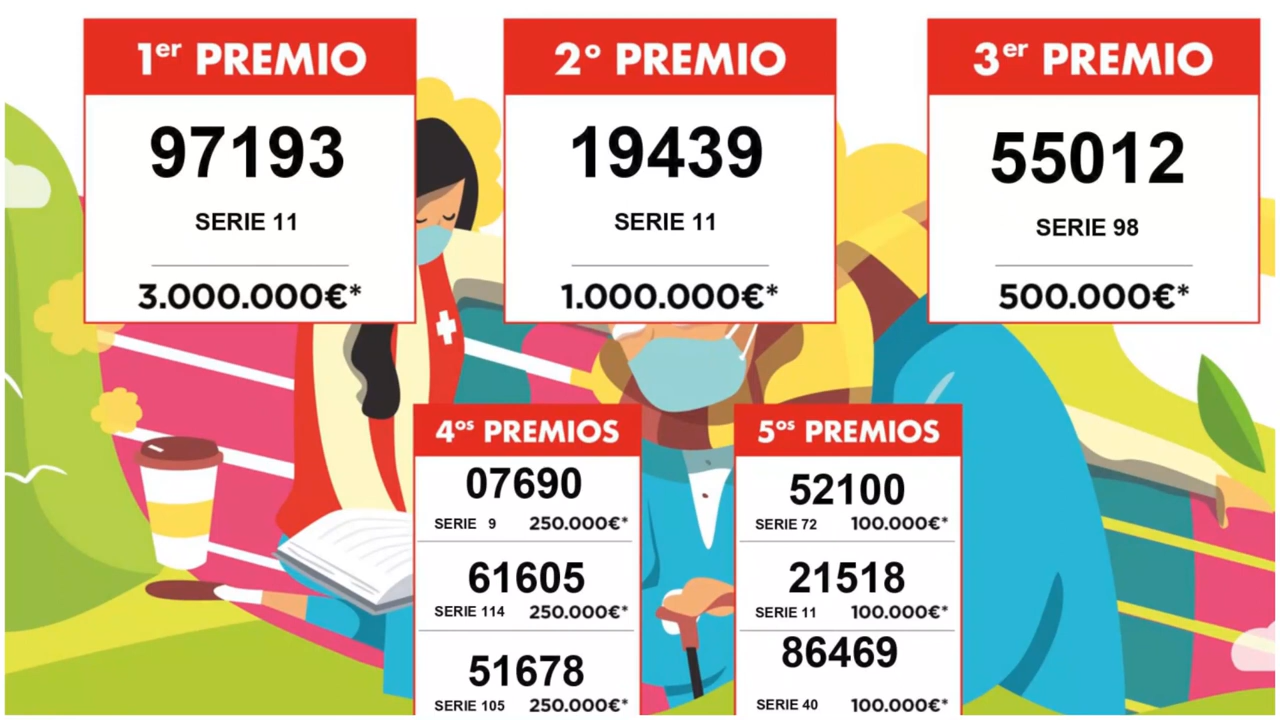 1er PREMIO
97193
SERIE 11
3.000.000€*
2º PREMIO
19439
SERIE 11
1.000.000€*
3er PREMIO
55012
SERIE 98
500.000€*
4os PREMIOS
07690
SERIE 9 250.000€*
61605
SERIE 114 250.000€*
51678
SERIE 105 250.000€*
5os PREMIOS
52100
SERIE 72 100.000€*
21518
SERIE 11 100.000€*
86469
SERIE 40 100.000€*